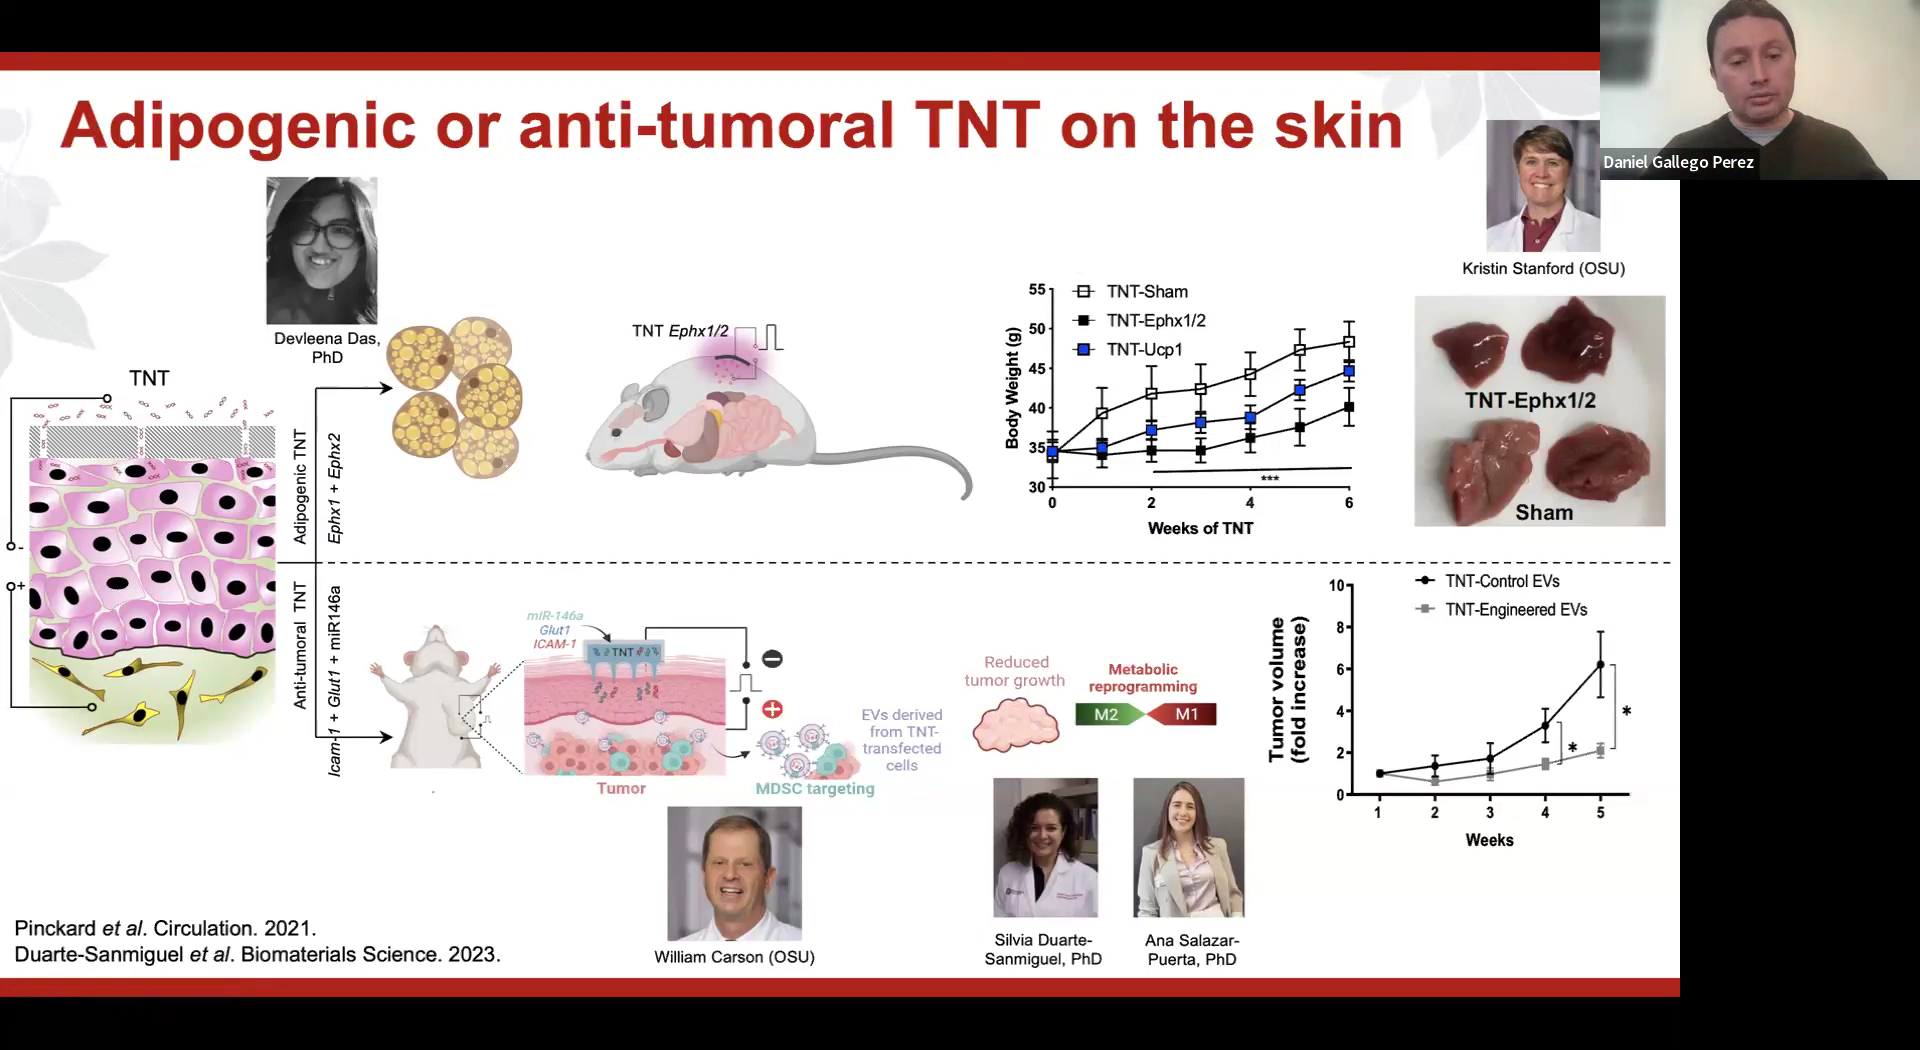 Adipogenic or anti-tumoral TNT on the skin
Daniel Gallego Perez
Kristin Stanford (OSU)
Devleena Das,
PhD
TNT
-
+
Adipogenic TNT
Ephx1 + Ephx2
Anti-tumoral TNT
Icam-1 + Glut1 + miR146a
TNT Ephx1/2
55
50
45
40
35
30
Body Weight (g)
TNT-Sham
TNT-Ephx1/2
TNT-Ucp1
***
0
2
4
6
Weeks of TNT
TNT-Ephx1/2
Sham
miR-146a
Glut1
ICAM-1
TNT
Tumor
EVs derived
from TNT-
transfected
cells
MDSC targeting
Reduced
tumor growth
Metabolic
reprogramming
M2
M1
TNT-Control EVs
TNT-Engineered EVs
10
8
6
4
2
0
Tumor volume
(fold increase)
*
*
1
2
3
4
5
Weeks
William Carson (OSU)
Silvia Duarte-
Sanmiguel, PhD
Ana Salazar-
Puerta, PhD
Pinckard et al. Circulation. 2021.
Duarte-Sanmiguel et al. Biomaterials Science. 2023.